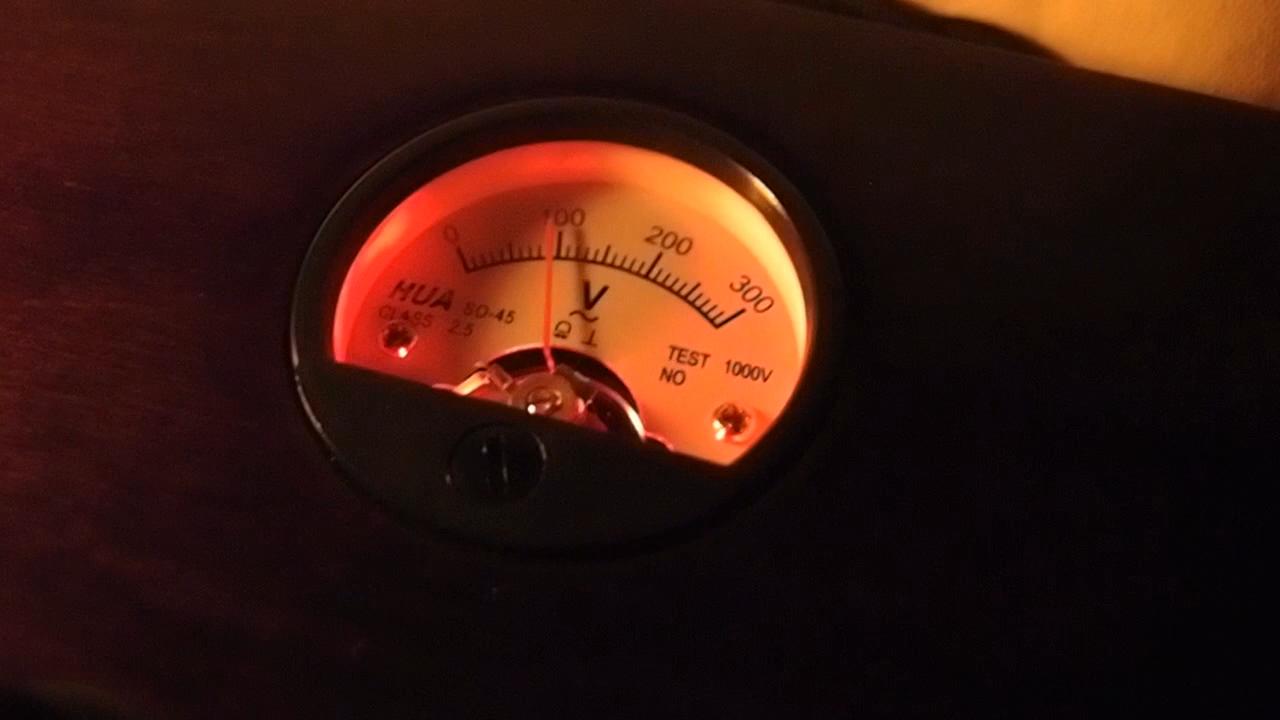 0 100 200 300
HUA SO-45
CLASS 2.5
V
~
Ω ⊥
TEST 1000V
NO